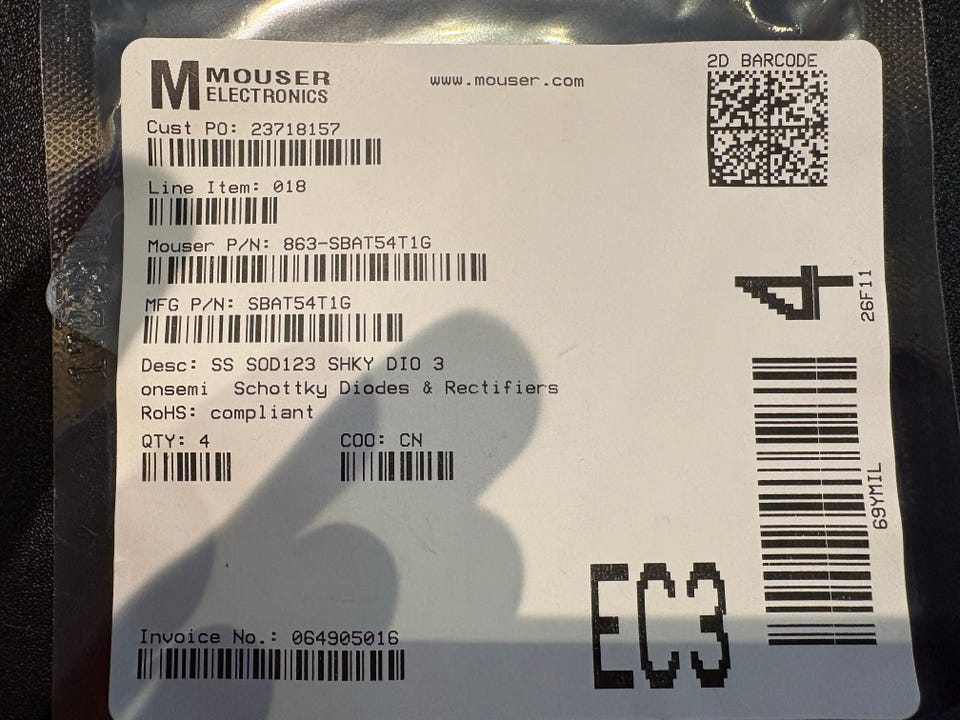 MOUSER
ELECTRONICS
www.mouser.com
2D BARCODE
Cust PO: 23718157
Line Item: 018
Mouser P/N: 863-SBAT54T1G
MFG P/N: SBAT54T1G
Desc: SS SOD123 SHKY DIO 3
onsemi Schottky Diodes & Rectifiers
RoHS: compliant
QTY: 4
COO: CN
Invoice No.: 064905016
4
26F11
69YMIL
EC3